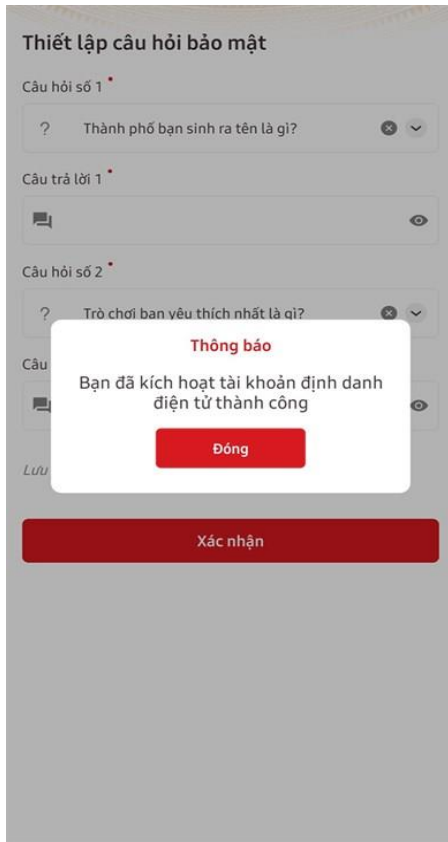 Thiết lập câu hỏi bảo mật
Câu hỏi số 1 *
? Thành phố bạn sinh ra tên là gì?
Câu trả lời 1 *
Câu hỏi số 2 *
? Trò chơi bạn yêu thích nhất là gì?
Câu
Thông báo
Bạn đã kích hoạt tài khoản định danh
điện tử thành công
Đóng
Lưu
Xác nhận